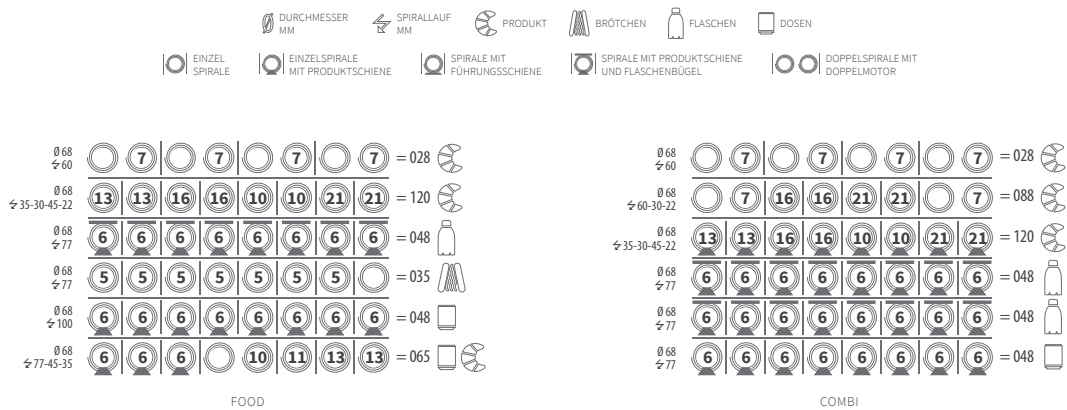 DURCHMESSER
MM
SPIRALLAUF
MM
PRODUKT
BRÖTCHEN
FLASCHEN
DOSEN
EINZEL
SPIRALE
EINZELSPIRALE
MIT PRODUKTSCHIENE
SPIRALE MIT
FÜHRUNGSSCHIENE
SPIRALE MIT PRODUKTSCHIENE
UND FLASCHENBÜGEL
DOPPELSPIRALE MIT
DOPPELMOTOR
Ø 68
60
7 7 7 7 = 028
Ø 68
35-30-45-22
13 13 16 16 10 10 21 21 = 120
Ø 68
77
6 6 6 6 6 6 6 6 = 048
Ø 68
77
5 5 5 5 5 5 5 = 035
Ø 68
100
6 6 6 6 6 6 6 6 = 048
Ø 68
77-45-35
6 6 6 10 11 13 13 = 065
FOOD
Ø 68
60
7 7 7 7 = 028
Ø 68
60-30-22
7 16 16 21 21 7 = 088
Ø 68
35-30-45-22
13 13 16 16 10 10 21 21 = 120
Ø 68
77
6 6 6 6 6 6 6 6 = 048
Ø 68
77
6 6 6 6 6 6 6 6 = 048
Ø 68
77
6 6 6 6 6 6 6 6 = 048
COMBI